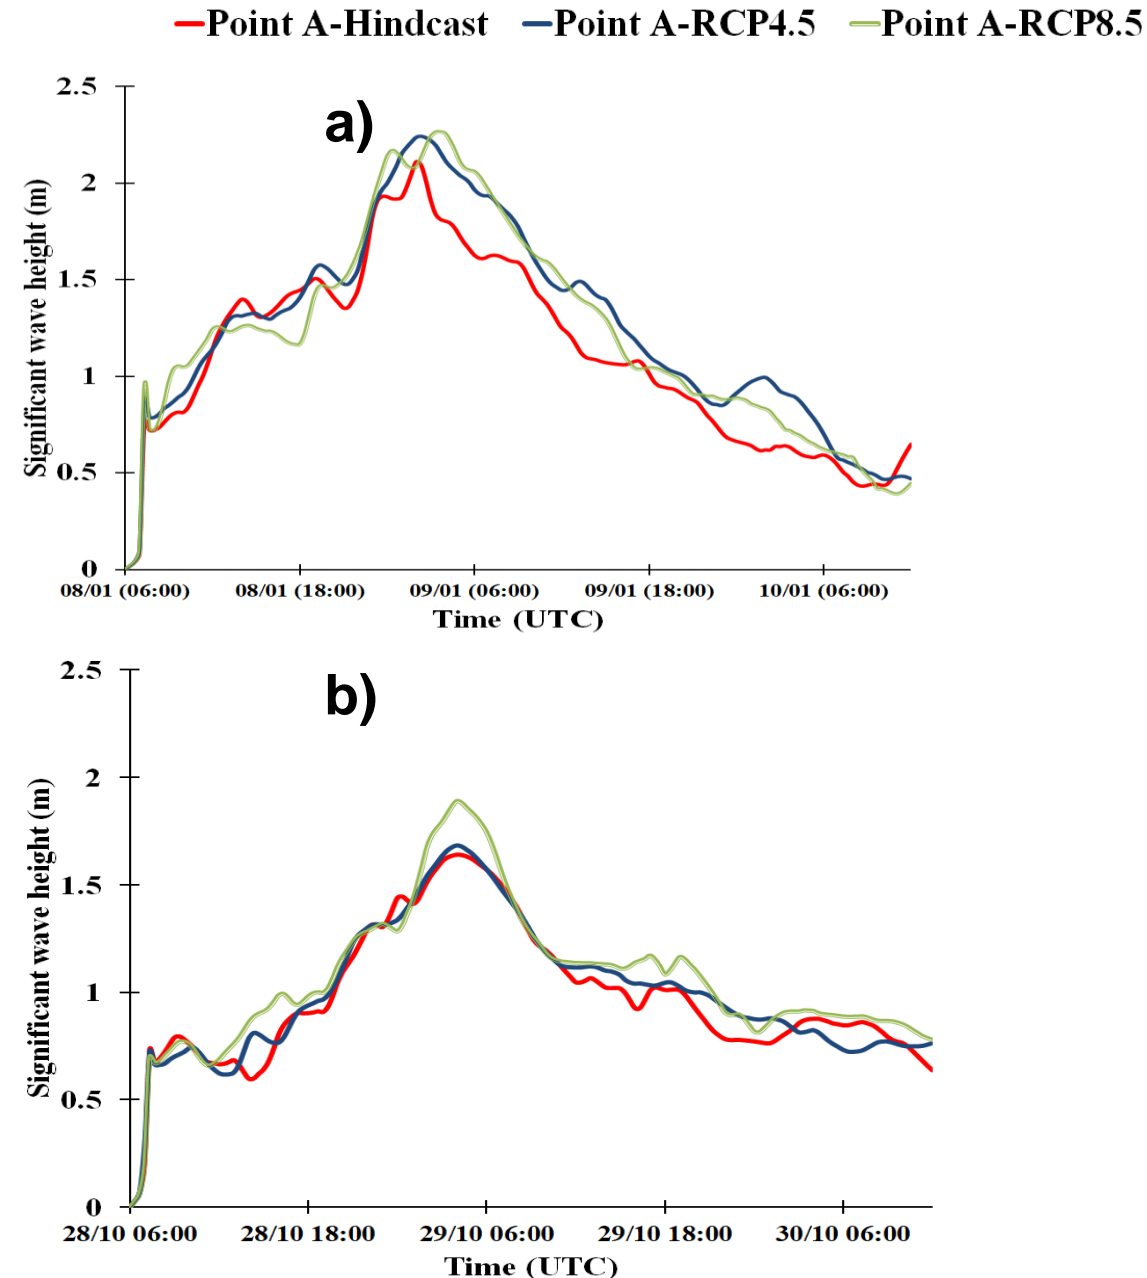 Point A-Hindcast Point A-RCP4.5 Point A-RCP8.5
a)
2.5
2
1.5
1
0.5
0
Significant wave height (m)
08/01 (06:00) 08/01 (18:00) 09/01 (06:00) 09/01 (18:00) 10/01 (06:00)
Time (UTC)
b)
2.5
2
1.5
1
0.5
0
Significant wave height (m)
28/10 06:00 28/10 18:00 29/10 06:00 29/10 18:00 30/10 06:00
Time (UTC)